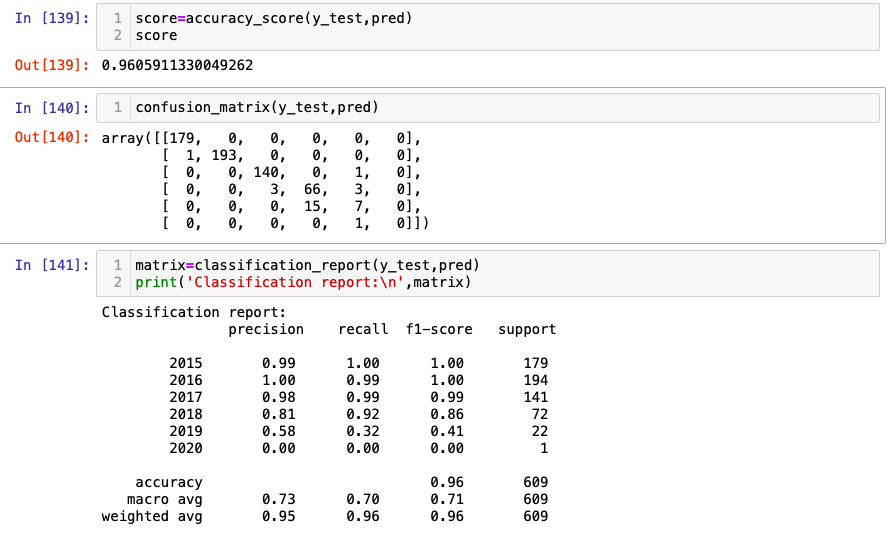 In [139]: 1 score=accuracy_score(y_test,pred)
2 score
Out[139]: 0.9605911330049262
In [140]: 1 confusion_matrix(y_test,pred)
Out[140]: array([[179, 0, 0, 0, 0, 0],
[ 1, 193, 0, 0, 0, 0],
[ 0, 0, 140, 0, 1, 0],
[ 0, 0, 3, 66, 3, 0],
[ 0, 0, 0, 15, 7, 0],
[ 0, 0, 0, 0, 1, 0]])
In [141]: 1 matrix=classification_report(y_test,pred)
2 print('Classification report:\n',matrix)
Classification report:
precision recall f1-score support
2015 0.99 1.00 1.00 179
2016 1.00 0.99 1.00 194
2017 0.98 0.99 0.99 141
2018 0.81 0.92 0.86 72
2019 0.58 0.32 0.41 22
2020 0.00 0.00 0.00 1
accuracy 0.96 609
macro avg 0.73 0.70 0.71 609
weighted avg 0.95 0.96 0.96 609